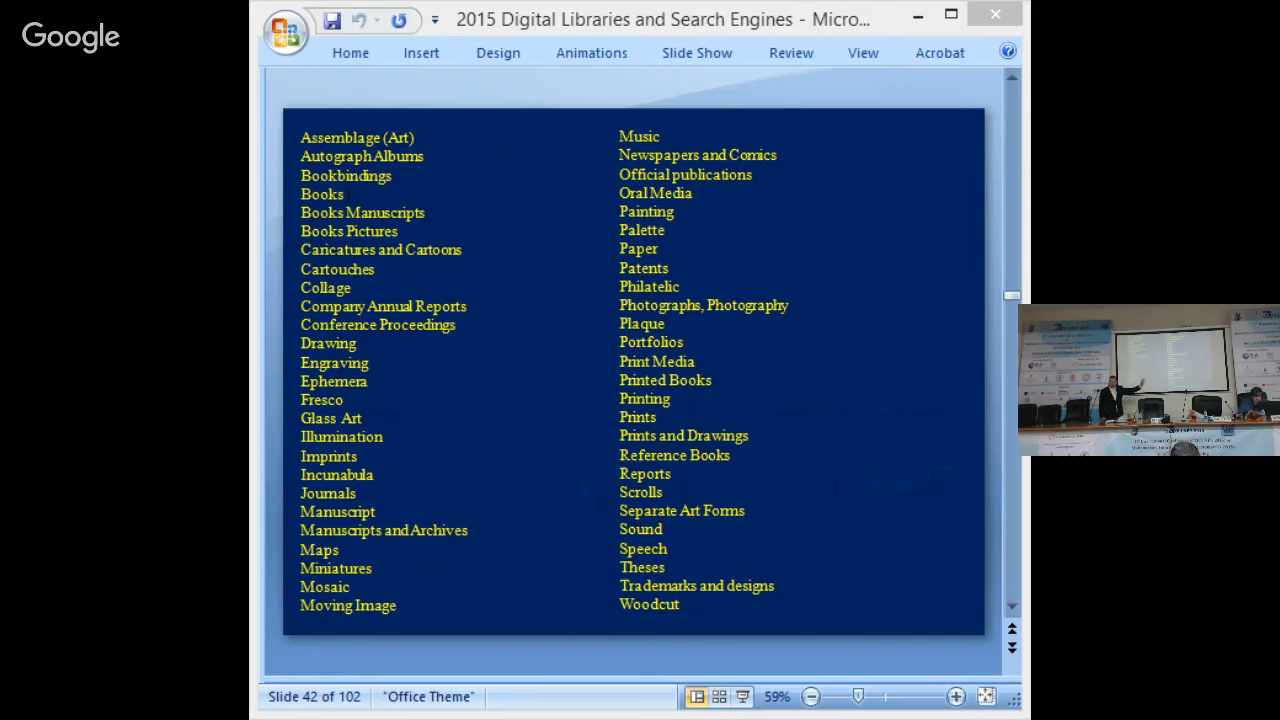 Google
2015 Digital Libraries and Search Engines - Micro...
Home Insert Design Animations Slide Show Review View Acrobat
Assemblage (Art)
Autograph Albums
Bookbindings
Books
Books Manuscripts
Books Pictures
Caricatures and Cartoons
Cartouches
Collage
Company Annual Reports
Conference Proceedings
Drawing
Engraving
Ephemera
Fresco
Glass Art
Illumination
Imprints
Incunabula
Journals
Manuscript
Manuscripts and Archives
Maps
Miniatures
Mosaic
Moving Image
Music
Newspapers and Comics
Official publications
Oral Media
Painting
Palette
Paper
Patents
Philatelic
Photographs, Photography
Plaque
Portfolios
Print Media
Printed Books
Printing
Prints
Prints and Drawings
Reference Books
Reports
Scrolls
Separate Art Forms
Sound
Speech
Theses
Trademarks and designs
Woodcut
Slide 42 of 102 "Office Theme" 59%